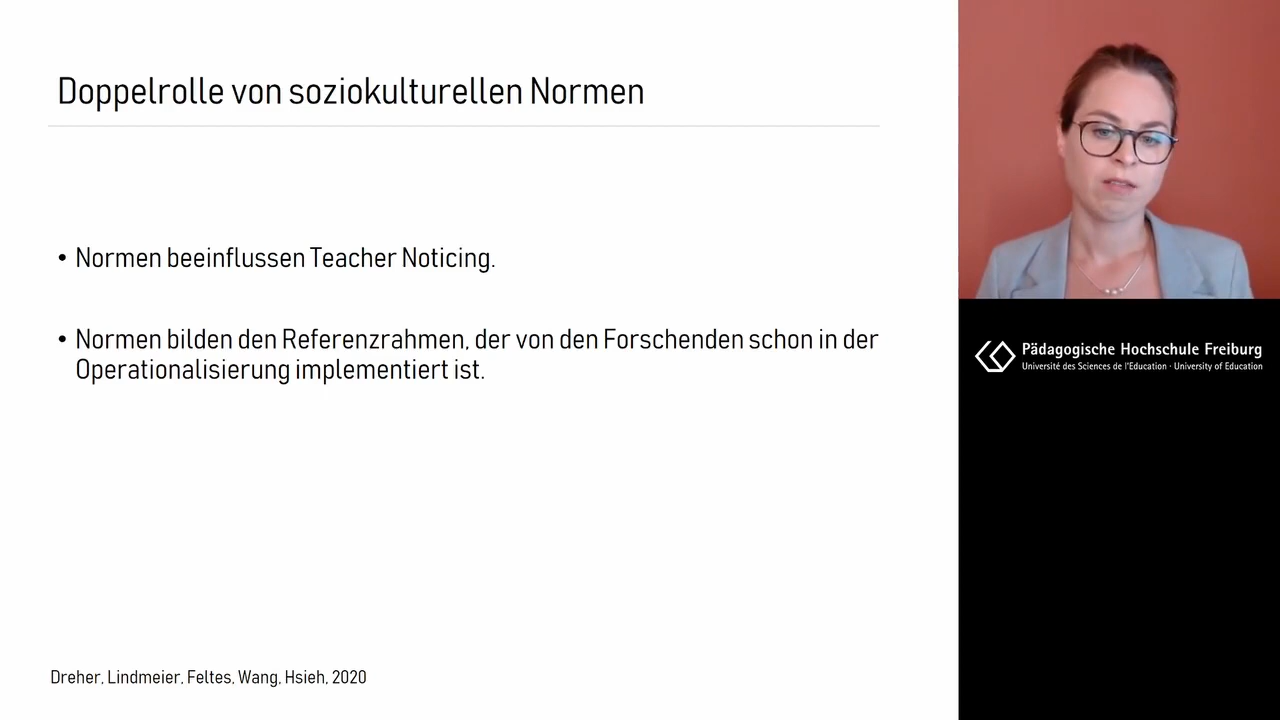 Doppelrolle von soziokulturellen Normen
• Normen beeinflussen Teacher Noticing.
• Normen bilden den Referenzrahmen, der von den Forschenden schon in der
Operationalisierung implementiert ist.
Dreher, Lindmeier, Feltes, Wang, Hsieh, 2020
Pädagogische Hochschule Freiburg
Université des Sciences de l'Education · University of Education